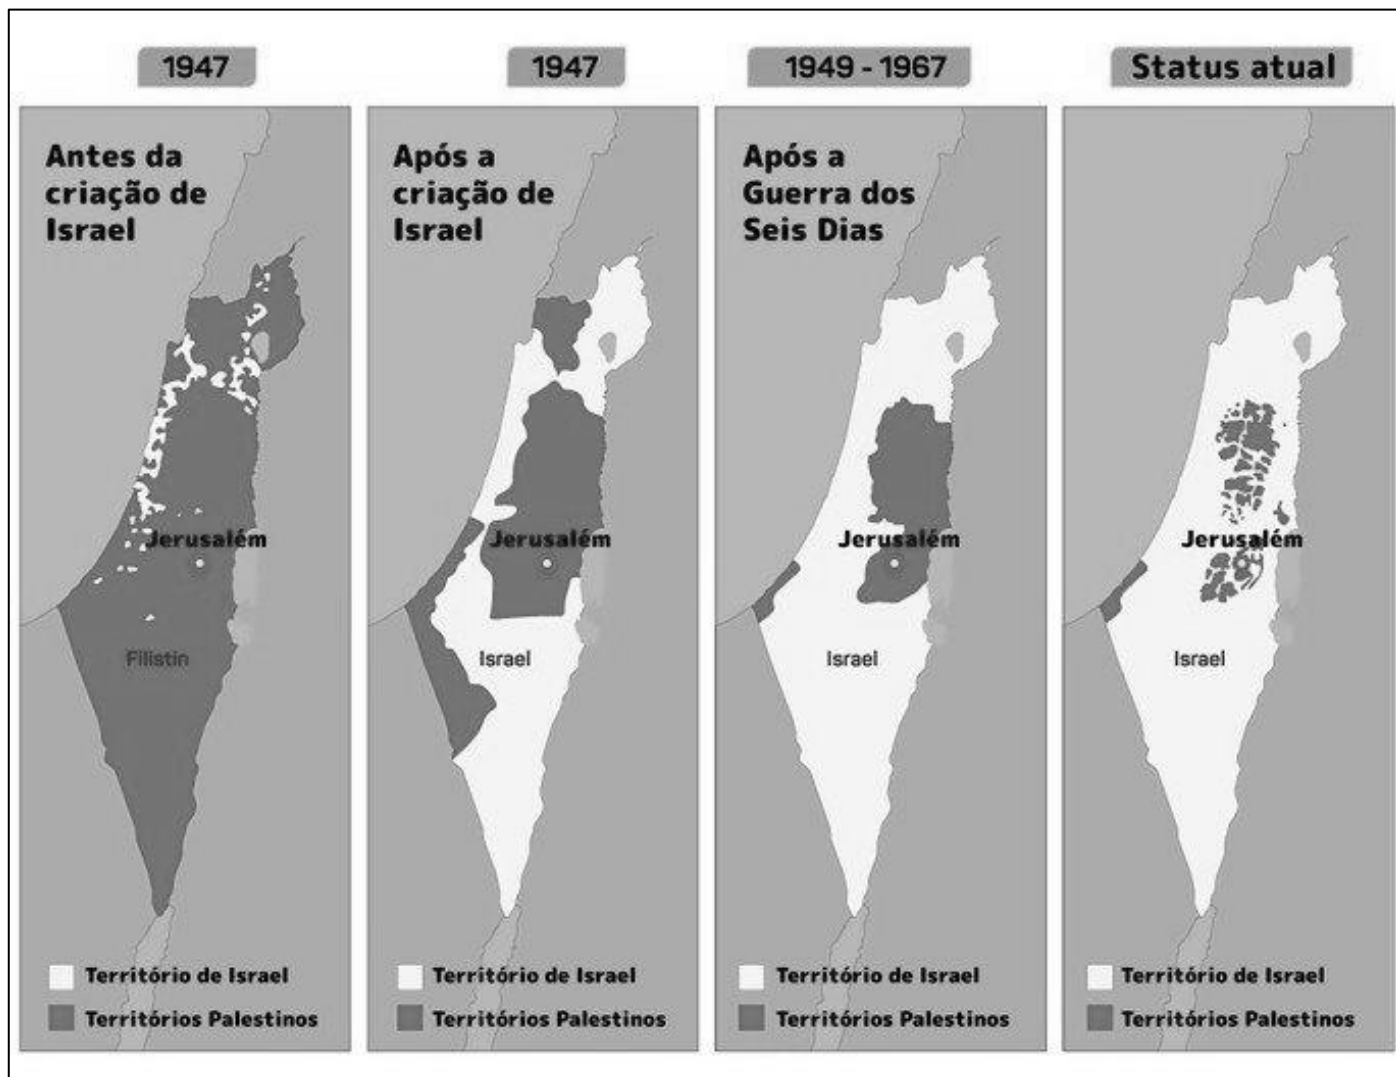 1947
Antes da
criação de
Israel
Jerusalém
Filistin
Território de Israel
Territórios Palestinos
1947
Após a
criação de
Israel
Jerusalém
Israel
Território de Israel
Territórios Palestinos
1949 - 1967
Após a
Guerra dos
Seis Dias
Jerusalém
Israel
Território de Israel
Territórios Palestinos
Status atual
Jerusalém
Israel
Território de Israel
Territórios Palestinos